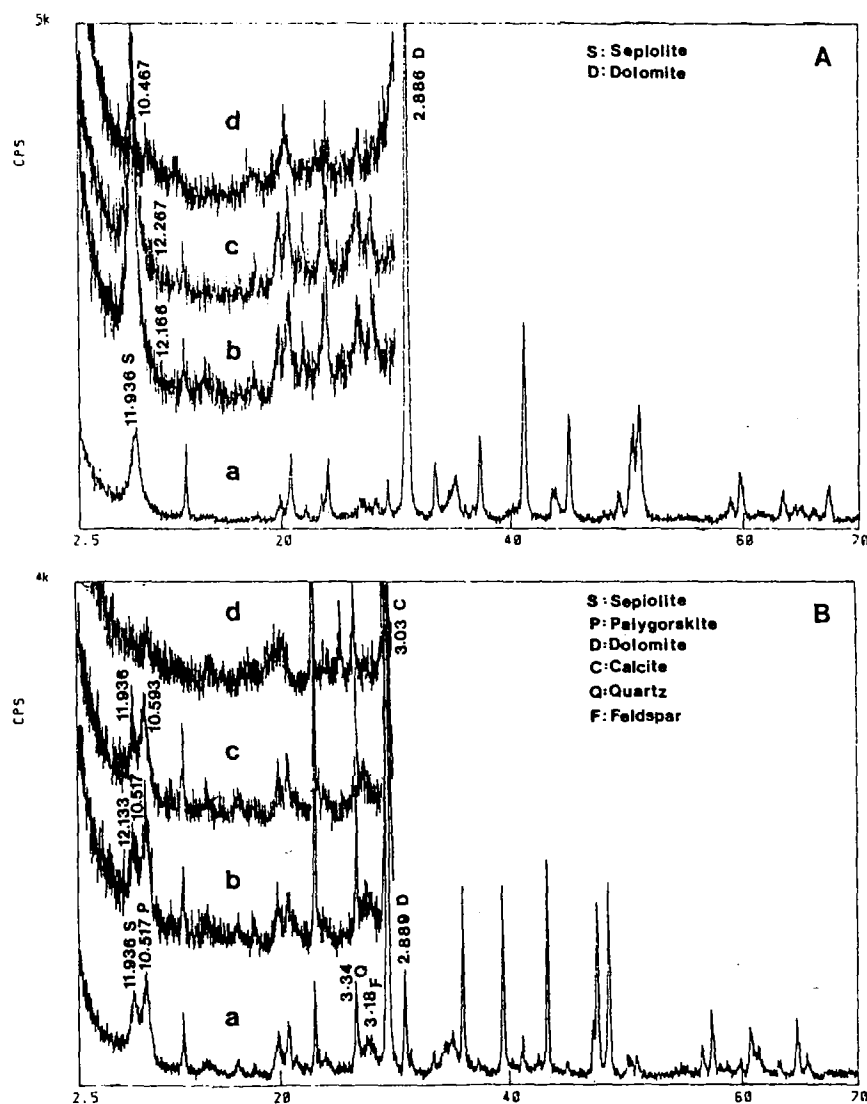 5k
CPS
A
S: Sepiolite
D: Dolomite
2.886 D
10.467
d
12.267
c
12.166
b
11.936 S
a
2.5 20 40 60 70
4k
CPS
B
S: Sepiolite
P: Palygorskite
D: Dolomite
C: Calcite
Q: Quartz
F: Feldspar
3.03 C
d
11.936
10.593
c
12.133
10.517
b
11.936 S
10.517 P
a
3.34 Q
3.18 F
2.889 D
2.5 20 40 60 70